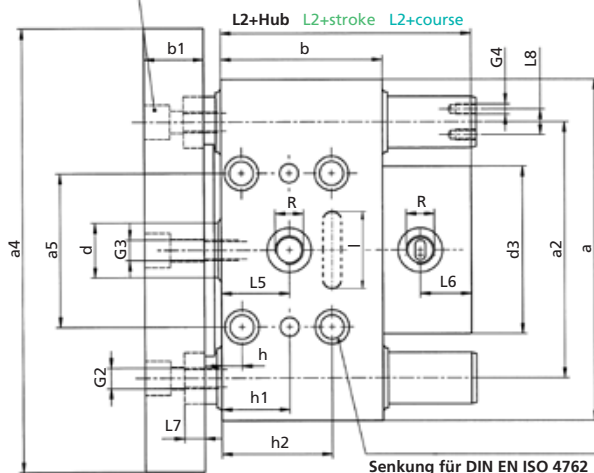 L2+Hub L2+stroke L2+course
b1
b
G4
L8
a4
a5
d
G3
R
R
l
L5
L6
d3
a2
a
h
G2
h1
L7
h2
Senkung für DIN EN ISO 4762